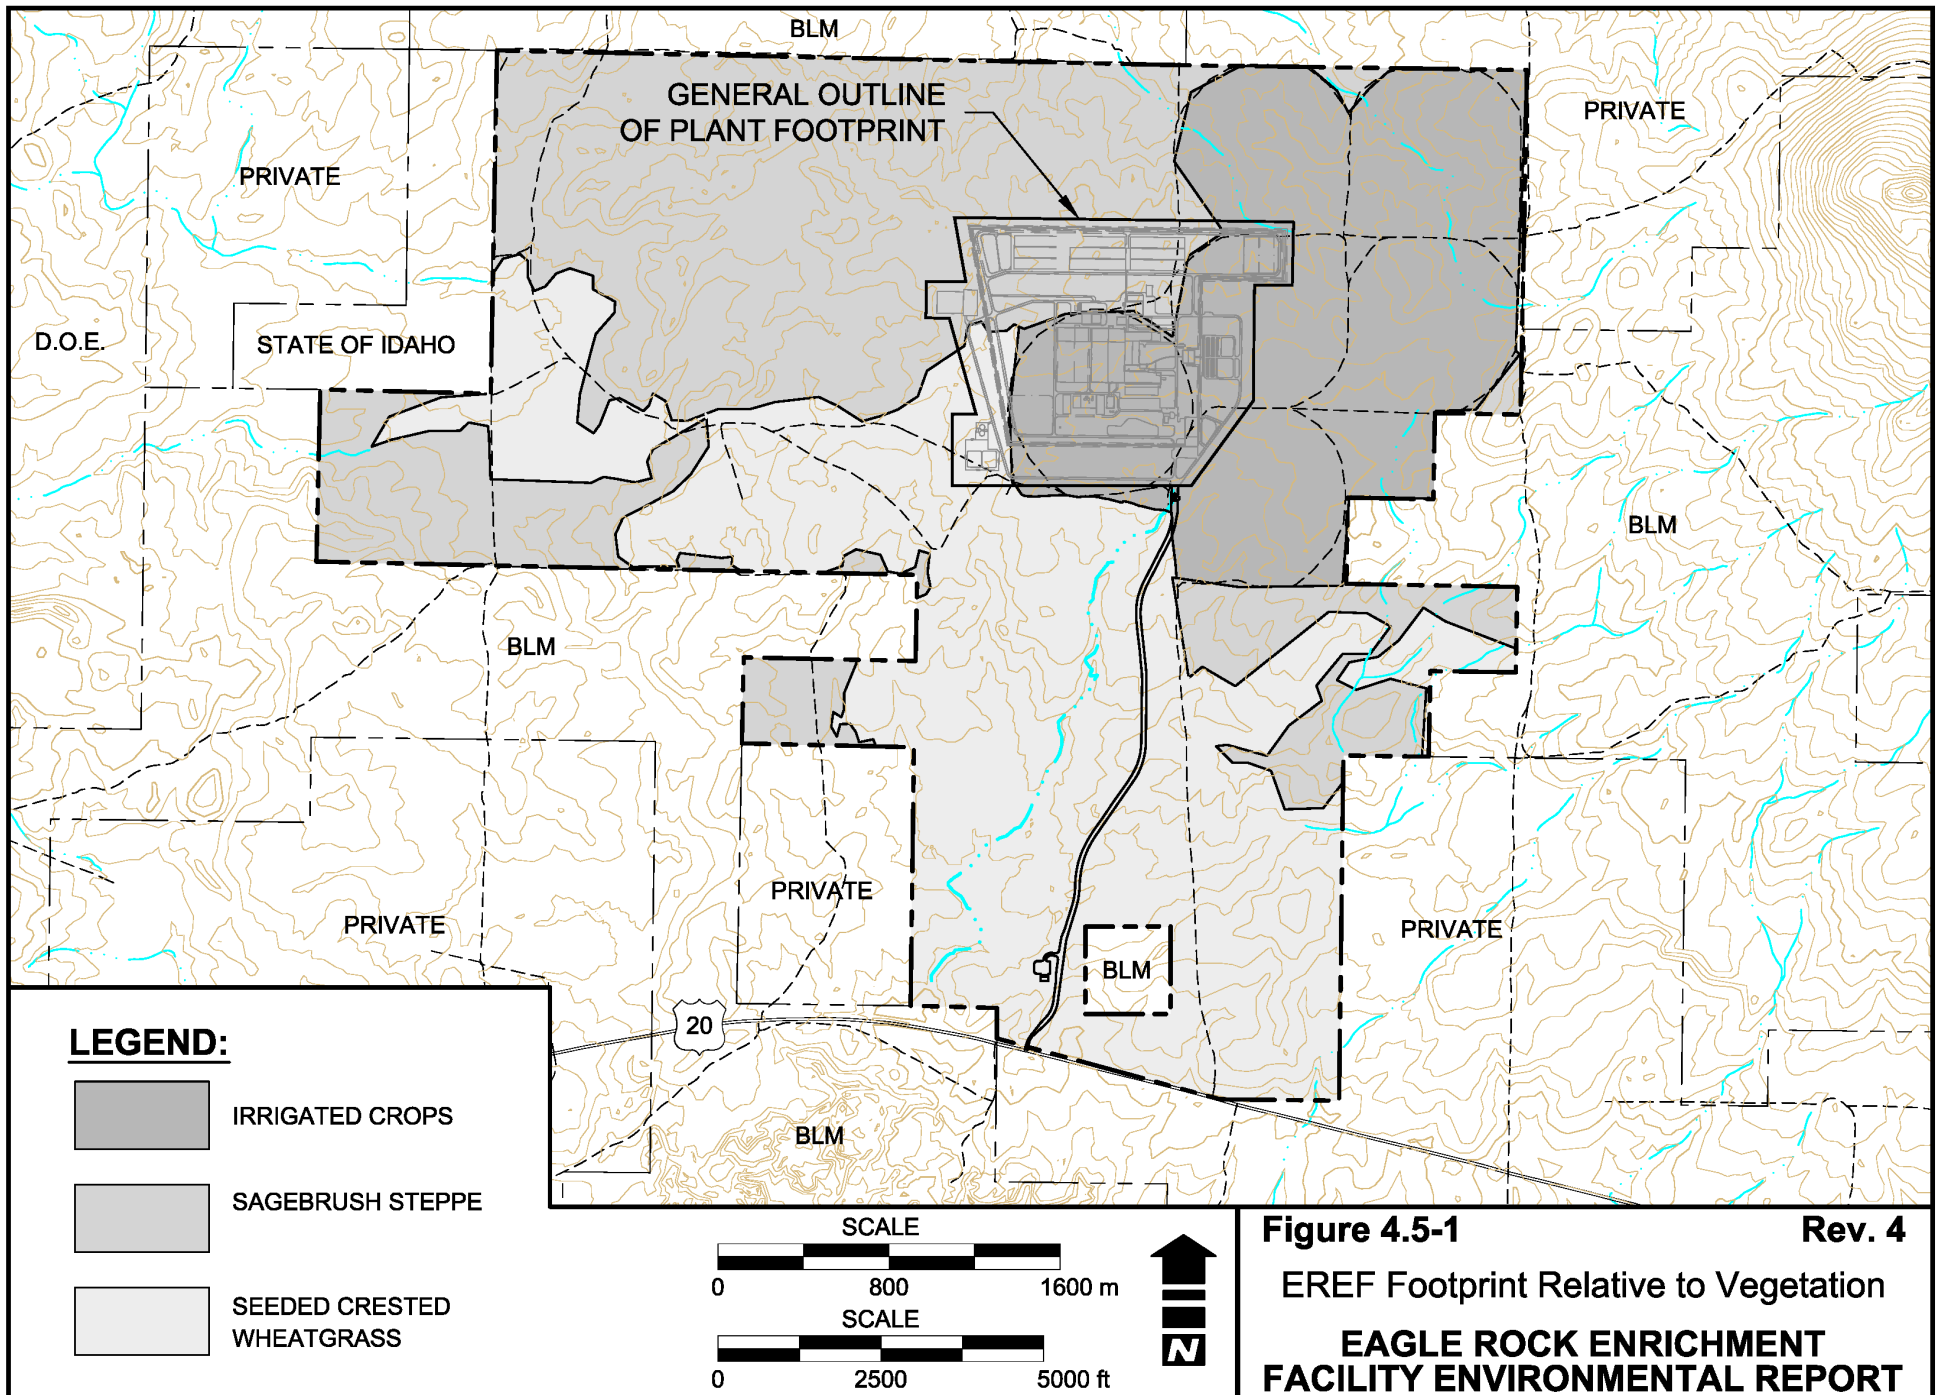 BLM
GENERAL OUTLINE
OF PLANT FOOTPRINT
PRIVATE
PRIVATE
D.O.E.
STATE OF IDAHO
BLM
BLM
PRIVATE
PRIVATE
PRIVATE
BLM
20
BLM
LEGEND:
IRRIGATED CROPS
SAGEBRUSH STEPPE
SEEDED CRESTED
WHEATGRASS
SCALE
0 800 1600 m
SCALE
0 2500 5000 ft
N
Figure 4.5-1 Rev. 4
EREF Footprint Relative to Vegetation
EAGLE ROCK ENRICHMENT
FACILITY ENVIRONMENTAL REPORT